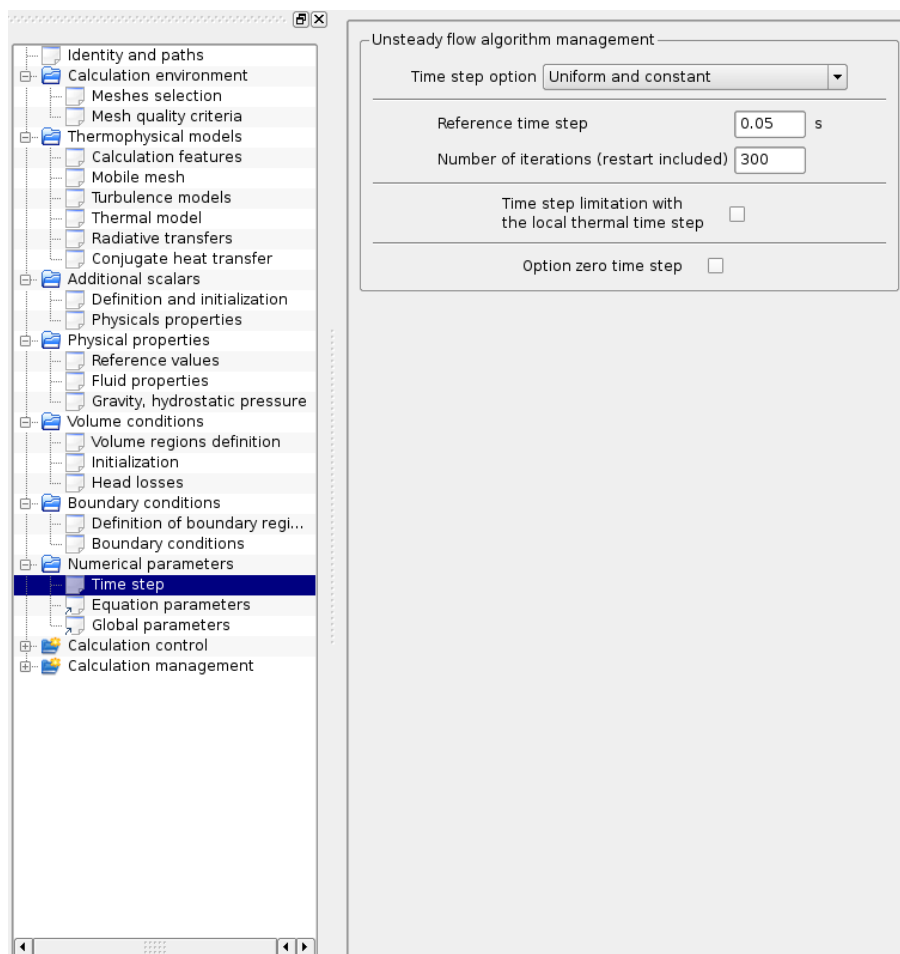 Identity and paths
Calculation environment
Meshes selection
Mesh quality criteria
Thermophysical models
Calculation features
Mobile mesh
Turbulence models
Thermal model
Radiative transfers
Conjugate heat transfer
Additional scalars
Definition and initialization
Physicals properties
Physical properties
Reference values
Fluid properties
Gravity, hydrostatic pressure
Volume conditions
Volume regions definition
Initialization
Head losses
Boundary conditions
Definition of boundary regi...
Boundary conditions
Numerical parameters
Time step
Equation parameters
Global parameters
Calculation control
Calculation management
Unsteady flow algorithm management
Time step option Uniform and constant
Reference time step 0.05 s
Number of iterations (restart included) 300
Time step limitation with
the local thermal time step
Option zero time step